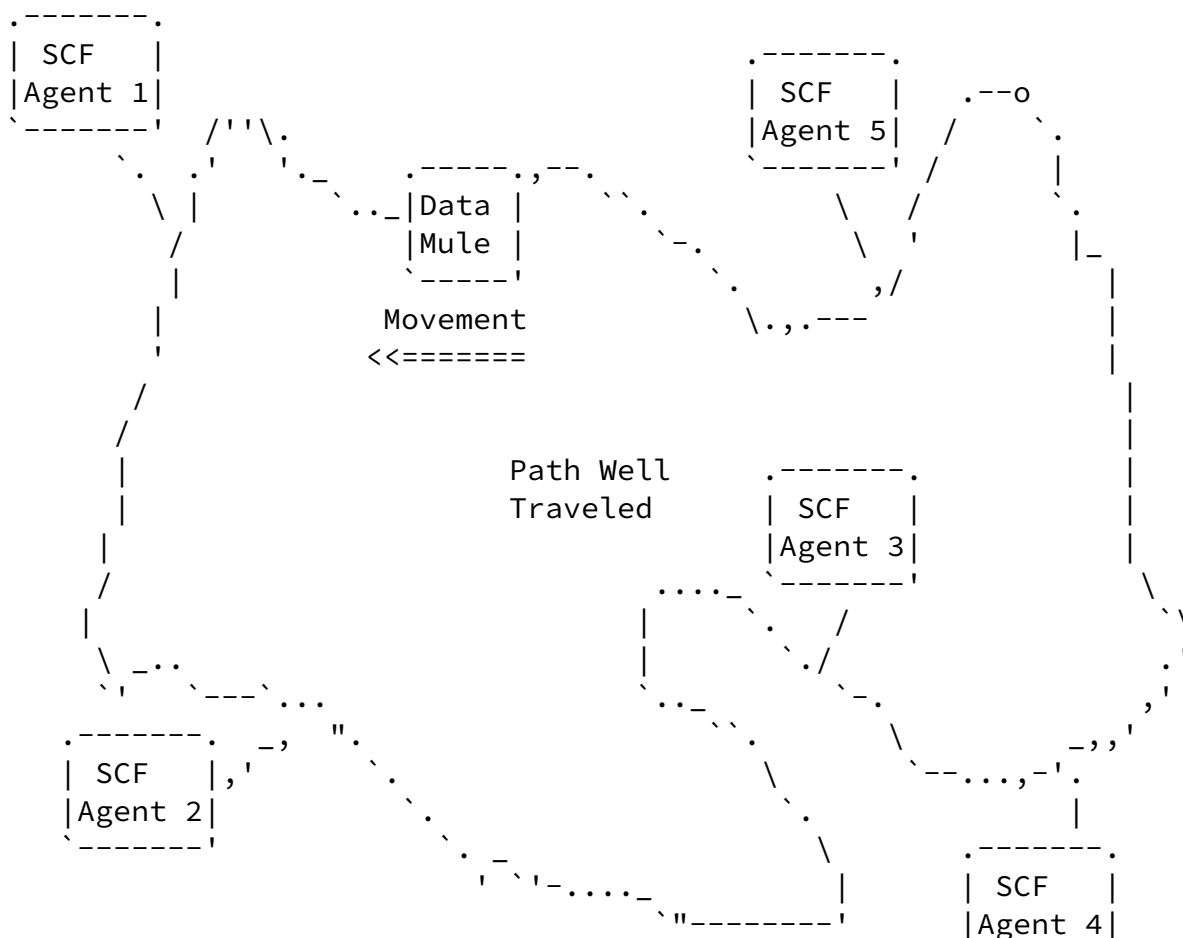 SCF
Agent 1
SCF
Agent 5
Data
Mule
Movement
Path Well
Traveled
SCF
Agent 3
SCF
Agent 2
SCF
Agent 4